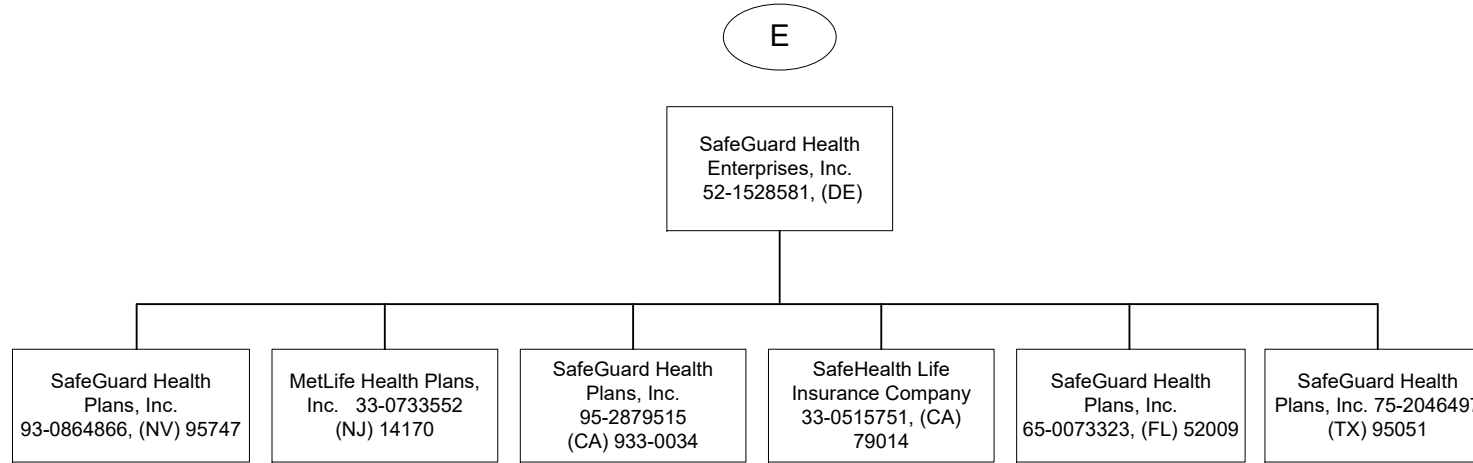 E
SafeGuard Health
Enterprises, Inc.
52-1528581, (DE)
SafeGuard Health
Plans, Inc.
93-0864866, (NV) 95747
MetLife Health Plans,
Inc. 33-0733552
(NJ) 14170
SafeGuard Health
Plans, Inc.
95-2879515
(CA) 933-0034
SafeHealth Life
Insurance Company
33-0515751, (CA)
79014
SafeGuard Health
Plans, Inc.
65-0073323, (FL) 52009
SafeGuard Health
Plans, Inc. 75-2046497
(TX) 95051